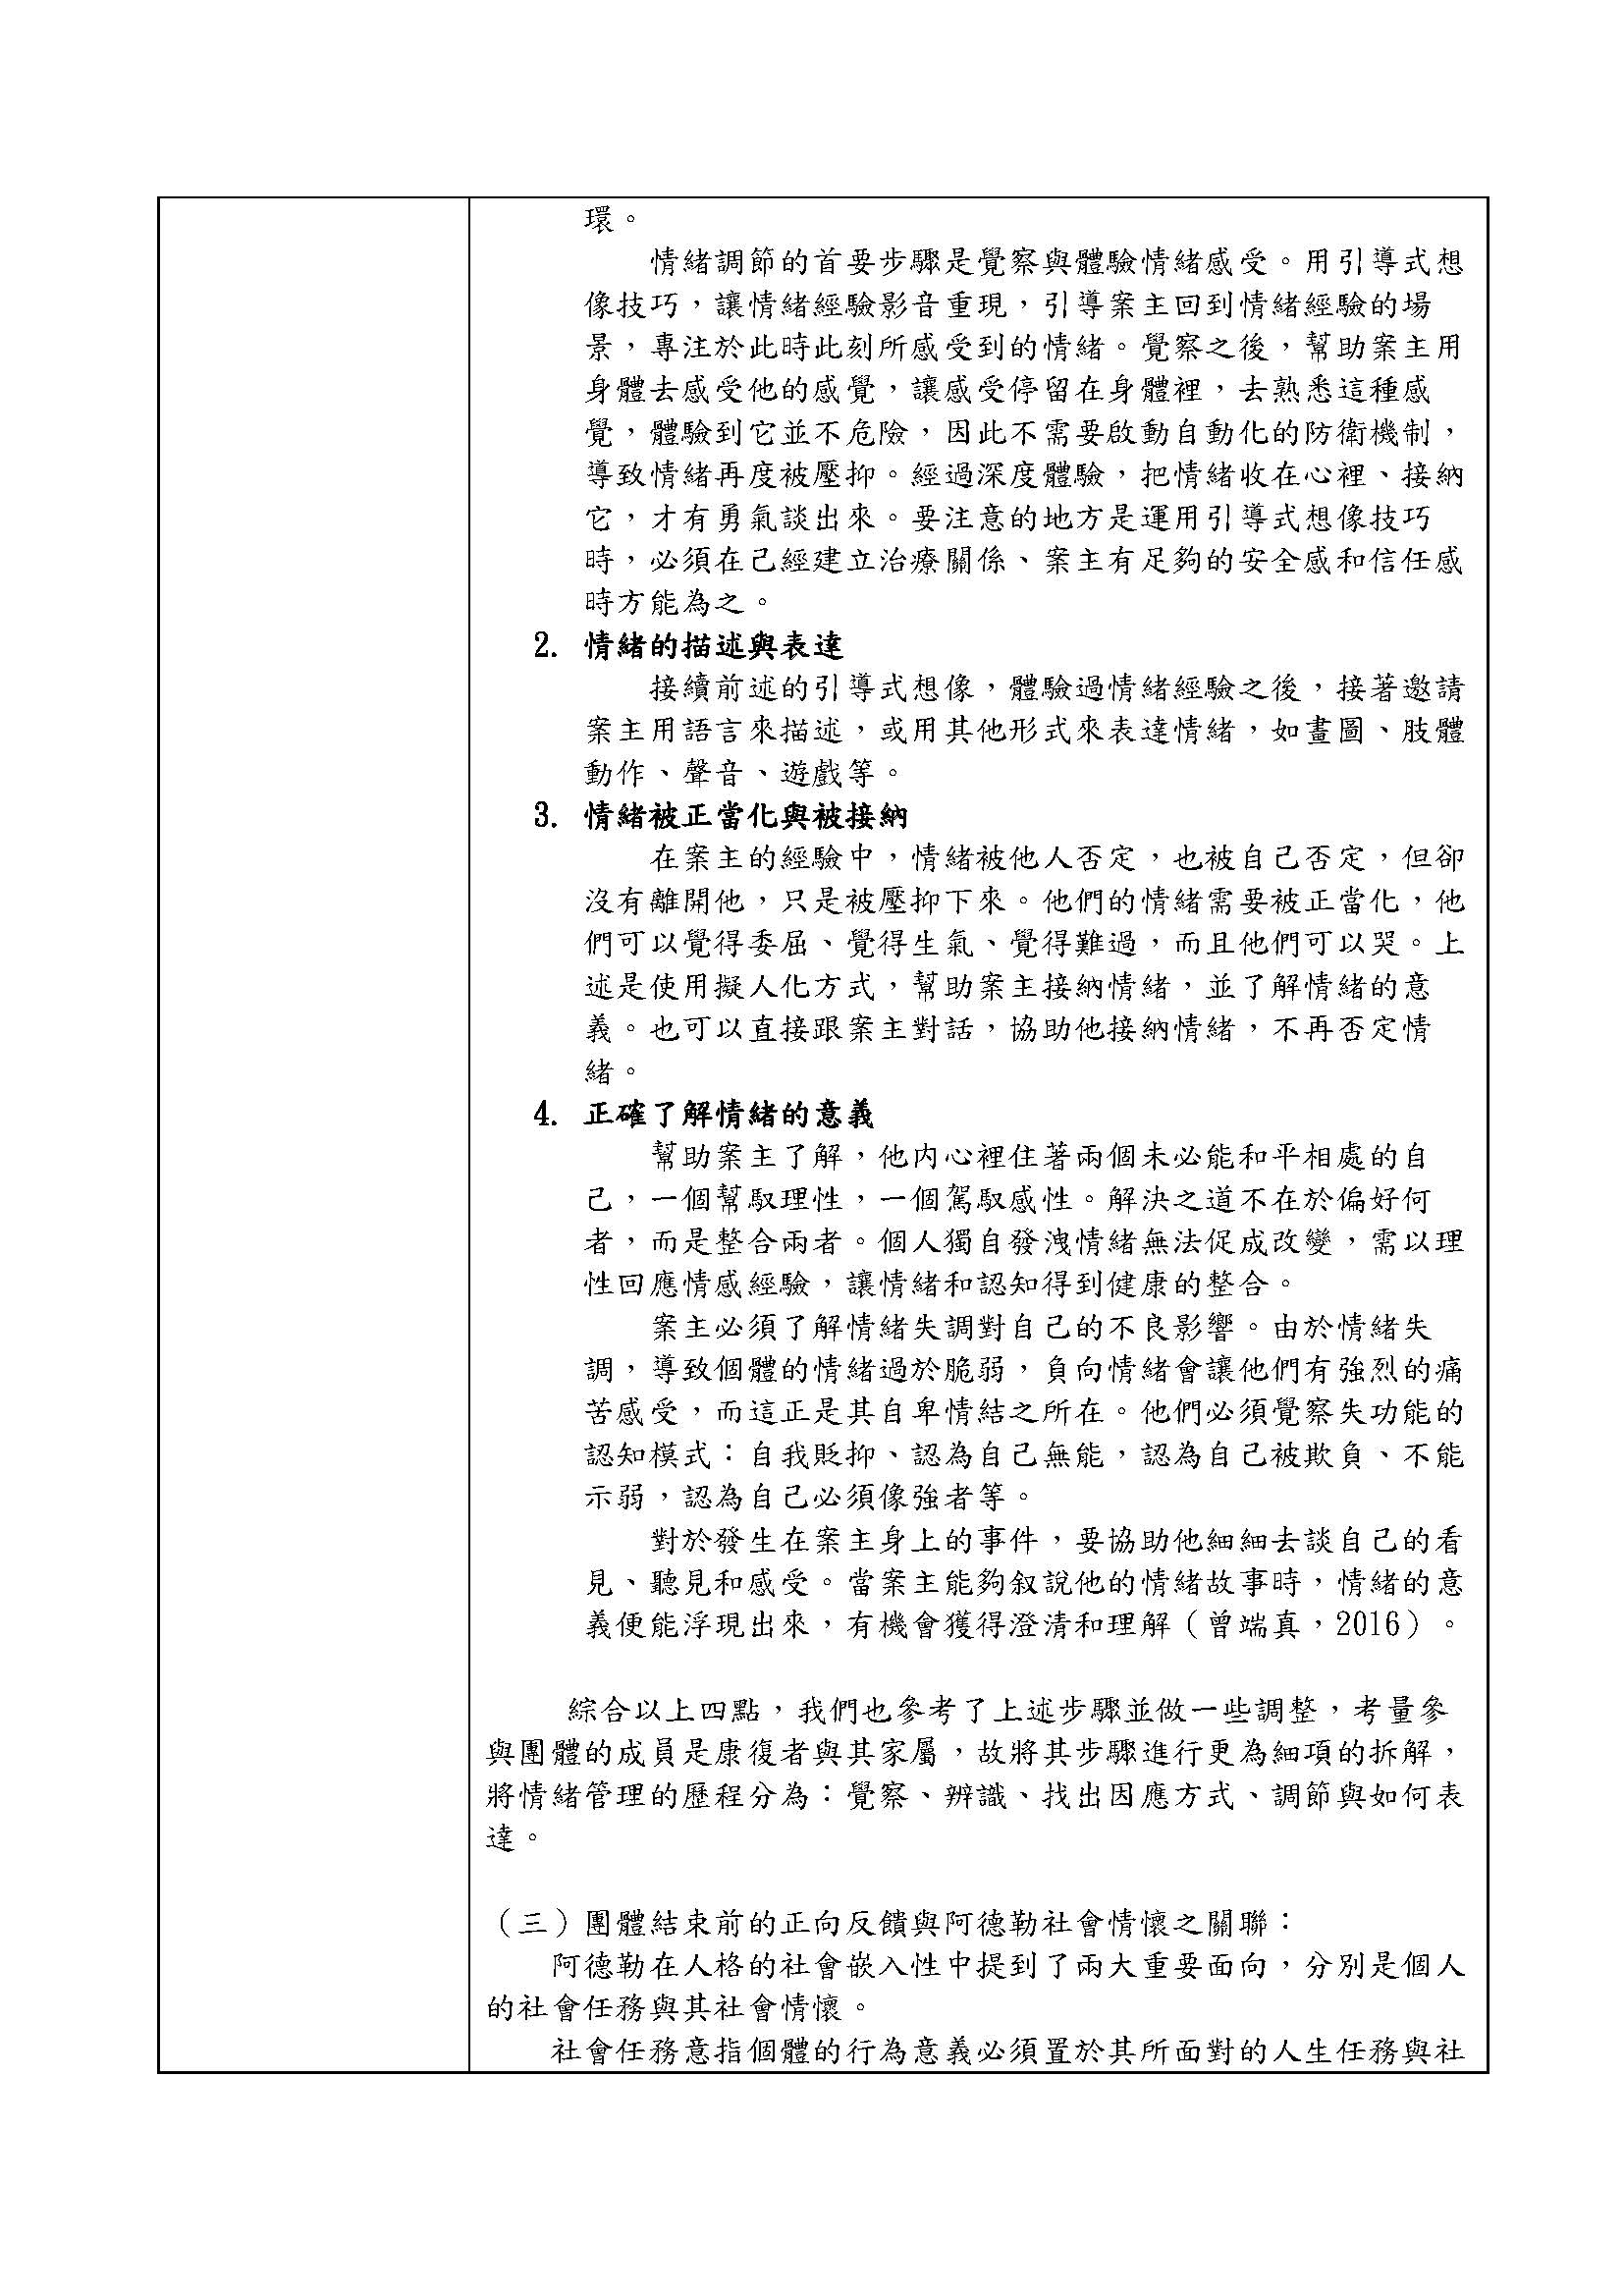 環。
情緒調節的首要步驟是覺察與體驗情緒感受。用引導式想
像技巧，讓情緒經驗影音重現，引導案主回到情緒經驗的場
景，專注於此時此刻所感受到的情緒。覺察之後，幫助案主用
身體去感受他的感覺，讓感受停留在身體裡，去熟悉這種感
覺，體驗到它並不危險，因此不需要啟動自動化的防衛機制，
導致情緒再度被壓抑。經過深度體驗，把情緒收在心裡、接納
它，才有勇氣談出來。要注意的地方是運用引導式想像技巧
時，必須在已經建立治療關係、案主有足夠的安全感和信任感
時方能為之。
2. 情緒的描述與表達
接續前述的引導式想像，體驗過情緒經驗之後，接著邀請
案主用語言來描述，或用其他形式來表達情緒，如畫圖、肢體
動作、聲音、遊戲等。
3. 情緒被正當化與被接納
在案主的經驗中，情緒被他人否定，也被自己否定，但卻
沒有離開他，只是被壓抑下來。他們的情緒需要被正當化，他
們可以覺得委屈、覺得生氣、覺得難過，而且他們可以哭。上
述是使用擬人化方式，幫助案主接納情緒，並了解情緒的意
義。也可以直接跟案主對話，協助他接納情緒，不再否定情
緒。
4. 正確了解情緒的意義
幫助案主了解，他內心裡住著兩個未必能和平相處的自
己，一個幫馭理性，一個駕馭感性。解決之道不在於偏好何
者，而是整合兩者。個人獨自發洩情緒無法促成改變，需以理
性回應情感經驗，讓情緒和認知得到健康的整合。
案主必須了解情緒失調對自己的不良影響。由於情緒失
調，導致個體的情緒過於脆弱，負向情緒會讓他們有強烈的痛
苦感受，而這正是其自卑情結之所在。他們必須覺察失功能的
認知模式：自我貶抑、認為自己無能，認為自己被欺負、不能
示弱，認為自己必須像強者等。
對於發生在案主身上的事件，要協助他細細去談自己的看
見、聽見和感受。當案主能夠敘說他的情緒故事時，情緒的意
義便能浮現出來，有機會獲得澄清和理解（曾端真，2016）。
綜合以上四點，我們也參考了上述步驟並做一些調整，考量參
與團體的成員是康復者與其家屬，故將其步驟進行更為細項的拆解，
將情緒管理的歷程分為：覺察、辨識、找出因應方式、調節與如何表
達。
（三）團體結束前的正向反饋與阿德勒社會情懷之關聯：
阿德勒在人格的社會嵌入性中提到了兩大重要面向，分別是個人
的社會任務與其社會情懷。
社會任務意指個體的行為意義必須置於其所面對的人生任務與社